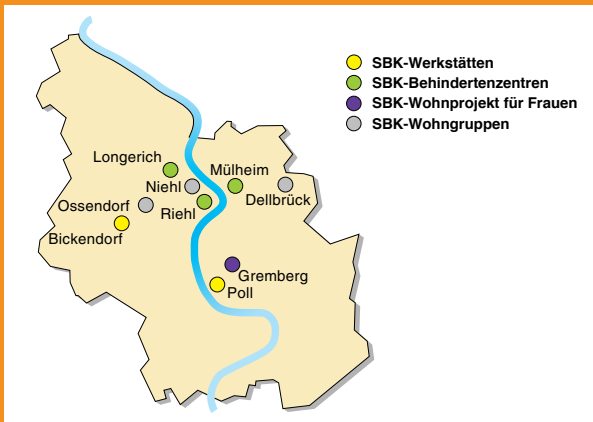 SBK-Werkstätten
SBK-Behindertenzentren
SBK-Wohnprojekt für Frauen
SBK-Wohngruppen
Longerich
Mülheim
Niehl
Dellbrück
Ossendorf
Riehl
Bickendorf
Gremberg
Poll